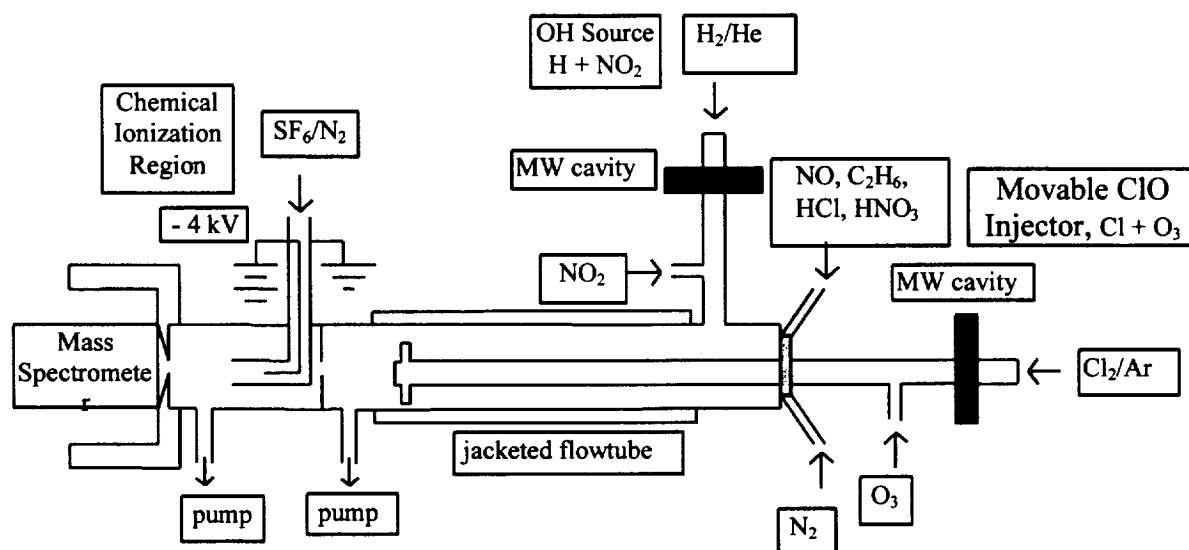 OH Source
H + NO₂
H₂/He
Chemical
Ionization
Region
SF₆/N₂
MW cavity
NO, C₂H₆,
HCl, HNO₃
Movable ClO
Injector, Cl + O₃
- 4 kV
NO₂
MW cavity
Mass
Spectromete
r
Cl₂/Ar
jacketed flowtube
pump
pump
N₂
O₃